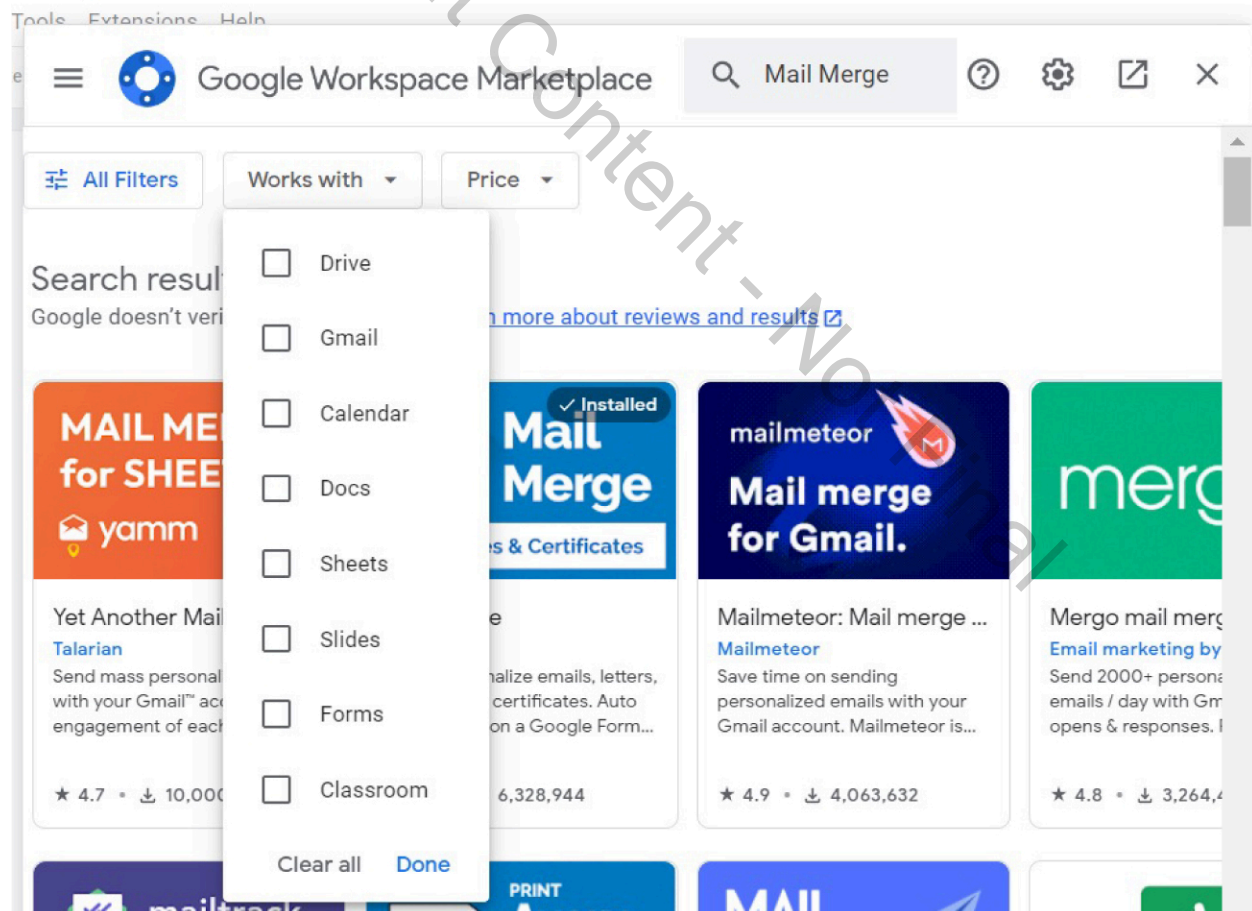 Tools Extensions Help
Google Workspace Marketplace
Mail Merge
All Filters
Works with
Price
Drive
Gmail
Calendar
Docs
Sheets
Slides
Forms
Classroom
Clear all Done
Search resul
Google doesn't veri
more about reviews and results
MAIL ME
for SHEE
yamm
Yet Another Mai
Talarian
Send mass personal
with your Gmail™ acc
engagement of each
4.7 • 10,000
Installed
Mail
Merge
s & Certificates
e
nalize emails, letters,
certificates. Auto
on a Google Form...
6,328,944
mailmeteor
Mail merge
for Gmail.
Mailmeteor: Mail merge ...
Mailmeteor
Save time on sending
personalized emails with your
Gmail account. Mailmeteor is...
4.9 • 4,063,632
merg
Mergo mail merg
Email marketing by
Send 2000+ persona
emails / day with Gm
opens & responses.
4.8 • 3,264,4
mailtrack
PRINT
MAIL
Content - Not Final